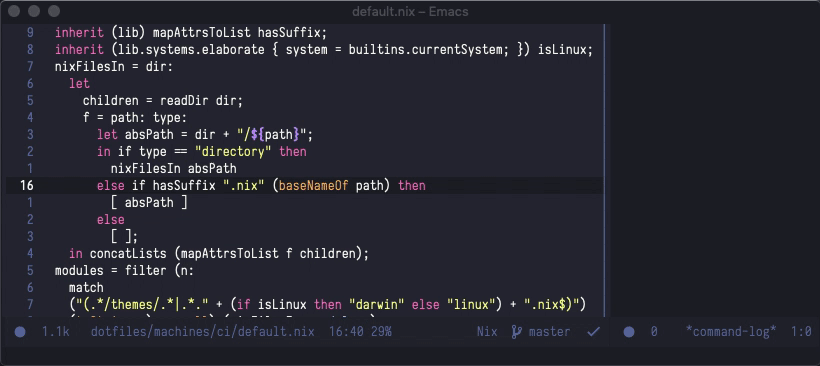 default.nix – Emacs
9 inherit (lib) mapAttrsToList hasSuffix;
8 inherit (lib.systems.elaborate { system = builtins.currentSystem; }) isLinux;
7 nixFilesIn = dir:
6 let
5 children = readDir dir;
4 f = path: type:
3 let absPath = dir + "/${path}";
2 in if type == "directory" then
1 nixFilesIn absPath
16 else if hasSuffix ".nix" (baseNameOf path) then
1 [ absPath ]
2 else
3 [ ];
4 in concatLists (mapAttrsToList f children);
5 modules = filter (n:
6 match
7 ("(.*/themes/.*|.*." + (if isLinux then "darwin" else "linux") + ".nix$)")
1.1k dotfiles/machines/ci/default.nix 16:40 29% Nix master
0 *command-log* 1:0